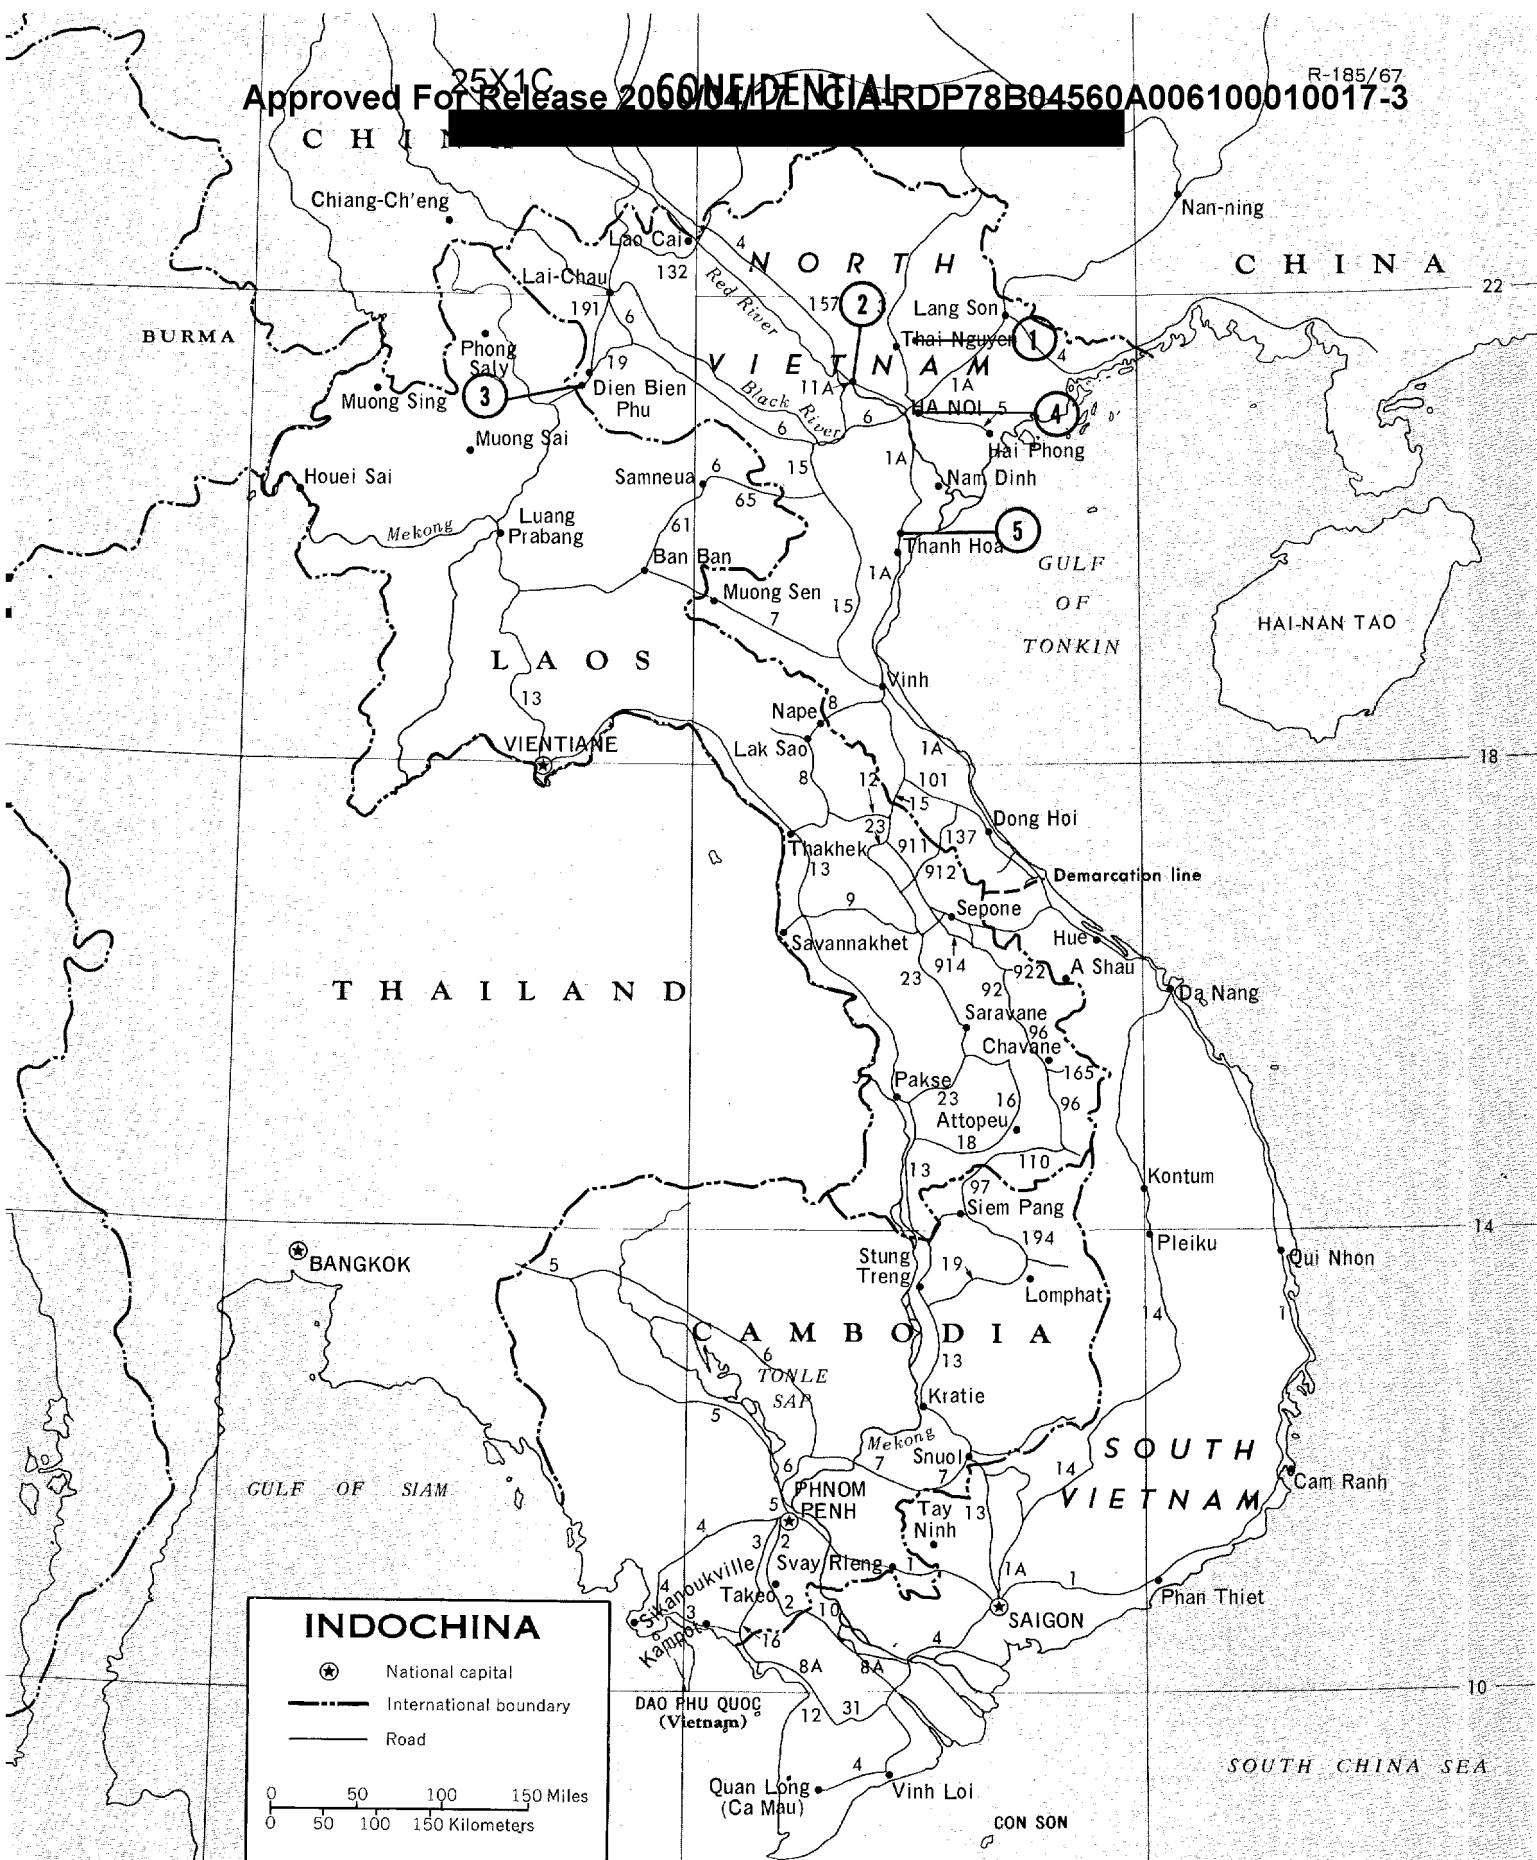 25X1C
CONFIDENTIAL
R-185/67
Approved For Release 2000/04/17 : CIA-RDP78B04560A006100010017-3
CHINA
Chiang-Ch'eng
Nan-ning
Lao Cai
4
NORTH
CHINA
132
Red River
Lai-Chau
22
191
157
2
3
Lang Son
6
BURMA
Phong
Saly
Thai Nguyen
1
4
19
VIETNAM
3
Dien Bien
Phu
11A
1A
Muong Sing
Black River
6
HA NOI
5
4
6
Hai Phong
Muong Sai
1A
15
Houei Sai
Samneua
6
65
Nam Dinh
Mekong
Luang
Prabang
61
5
Thanh Hoa
Ban Ban
1A
GULF
OF
TONKIN
Muong Sen
7
15
HAI-NAN TAO
LAOS
Vinh
13
Nape
8
VIENTIANE
Lak Sao
1A
18
8
12
101
15
Dong Hoi
23
137
Thakhek
911
13
912
Demarcation line
9
Sepone
Savannakhet
Hue
914
922
A Shau
23
92
THAILAND
Da Nang
Saravane
96
Chavane
165
Pakse
23
16
96
Attopeu
18
110
13
97
Kontum
Siem Pang
194
14
Stung
Treng
Pleiku
Qui Nhon
BANGKOK
5
19
Lomphat
14
1
CAMBODIA
6
13
TONLE
SAP
5
Kratie
Mekong
SOUTH
7
Snuol
6
7
14
VIETNAM
Cam Ranh
GULF OF SIAM
PHNOM
PENH
5
Tay
Ninh
13
4
3
2
Svay Rieng
1
1A
1
Sikanoukville
4
Takeo
2
Phan Thiet
3
10
SAIGON
Kampot
16
4
8A
8A
INDOCHINA
National capital
International boundary
Road
DAO PHU QUOC
(Vietnam)
12
31
10
SOUTH CHINA SEA
4
Quan Long
(Ca Mau)
Vinh Loi
0 50 100 150 Miles
0 50 100 150 Kilometers
CON SON